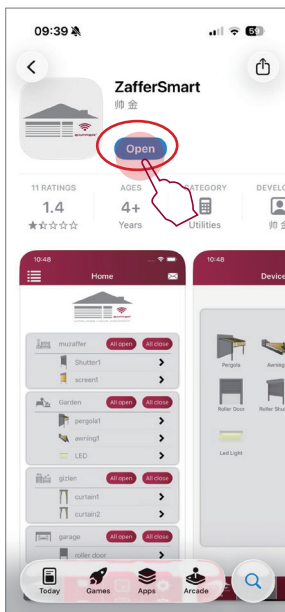 09:39
59
ZafferSmart
帅 金
Open
11 RATINGS
AGES
CATEGORY
DEVELO
1.4
4+
帅 金
Years
Utilities
10:48
Home
muzaffer
All open
All close
Shutter1
screen1
Garden
All open
All close
pergola1
awning1
LED
gizlen
All open
All close
curtain1
curtain2
garage
All open
All close
roller door
10:48
Device
Pergola
Awning
Roller Door
Roller Shut
Led Light
Today
Games
Apps
Arcade